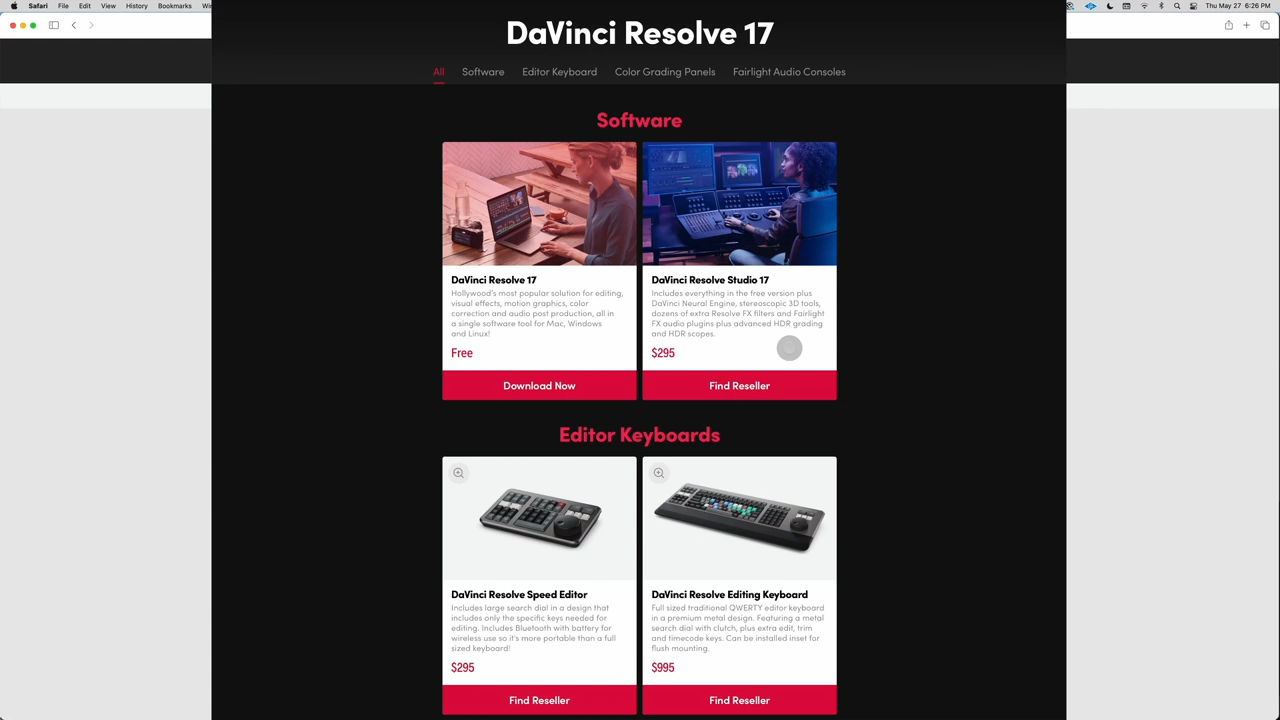 Safari File Edit View History Bookmarks
Thu May 27 6:26 PM
DaVinci Resolve 17
All Software Editor Keyboard Color Grading Panels Fairlight Audio Consoles
Software
DaVinci Resolve 17
Hollywood's most popular solution for editing,
visual effects, motion graphics, color
correction and audio post production, all in
a single software tool for Mac, Windows
and Linux!
Free
Download Now
DaVinci Resolve Studio 17
Includes everything in the free version plus
DaVinci Neural Engine, stereoscopic 3D tools,
dozens of extra Resolve FX filters and Fairlight
FX audio plugins plus advanced HDR grading
and HDR scopes.
$295
Find Reseller
Editor Keyboards
DaVinci Resolve Speed Editor
Includes large search dial in a design that
includes only the specific keys needed for
editing. Includes Bluetooth with battery for
wireless use so it's more portable than a full
sized keyboard!
$295
Find Reseller
DaVinci Resolve Editing Keyboard
Full sized traditional QWERTY editor keyboard
in a premium metal design. Featuring a metal
search dial with clutch, plus extra edit, trim
and timecode keys. Can be installed inset for
flush mounting.
$995
Find Reseller